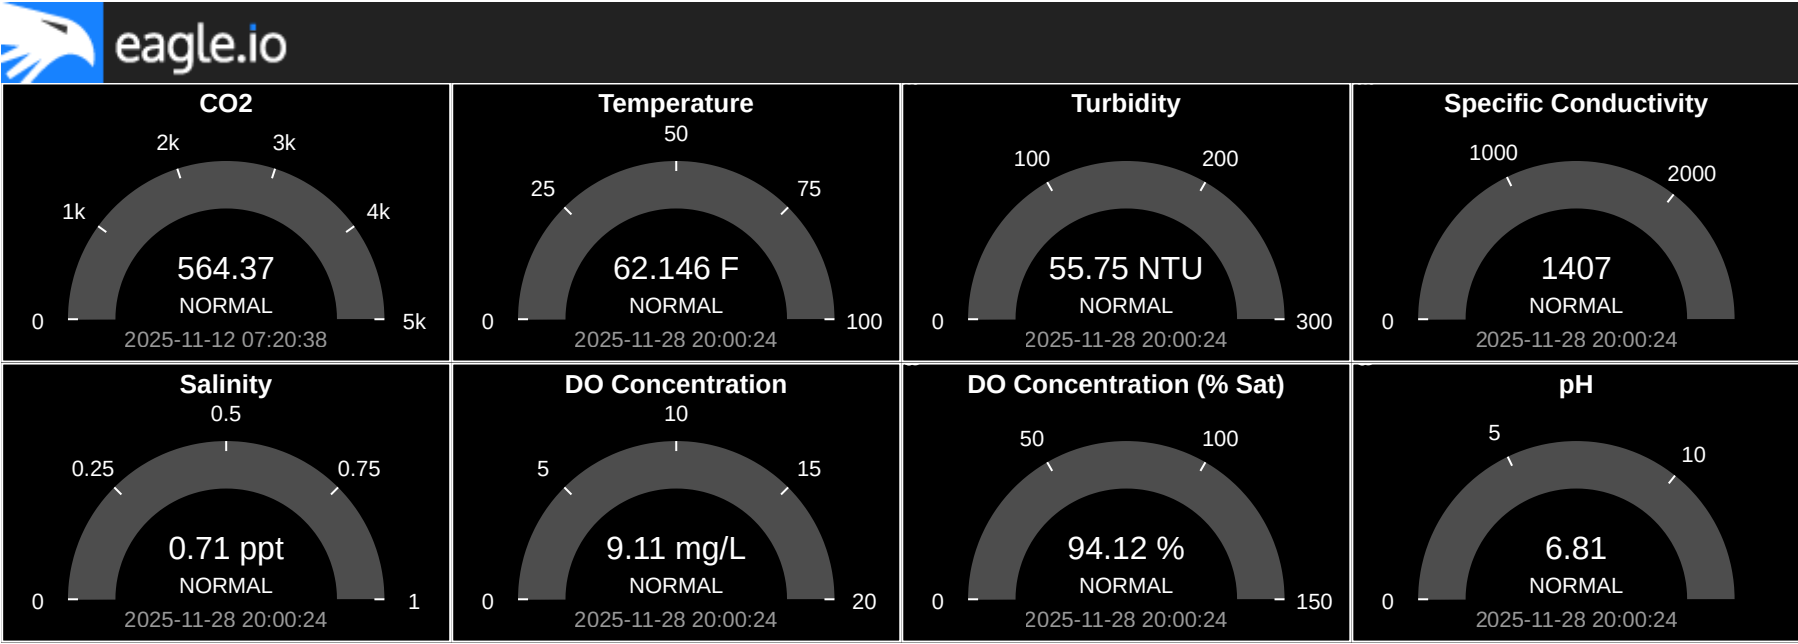 eagle.io
CO2
2k
3k
1k
4k
564.37
NORMAL
0
5k
2025-11-12 07:20:38
Temperature
50
25
75
62.146 F
NORMAL
0
100
2025-11-28 20:00:24
Turbidity
100
200
55.75 NTU
NORMAL
0
300
2025-11-28 20:00:24
Specific Conductivity
1000
2000
1407
NORMAL
0
2025-11-28 20:00:24
Salinity
0.5
0.25
0.75
0.71 ppt
NORMAL
0
1
2025-11-28 20:00:24
DO Concentration
10
5
15
9.11 mg/L
NORMAL
0
20
2025-11-28 20:00:24
DO Concentration (% Sat)
50
100
94.12 %
NORMAL
0
150
2025-11-28 20:00:24
pH
5
10
6.81
NORMAL
0
2025-11-28 20:00:24